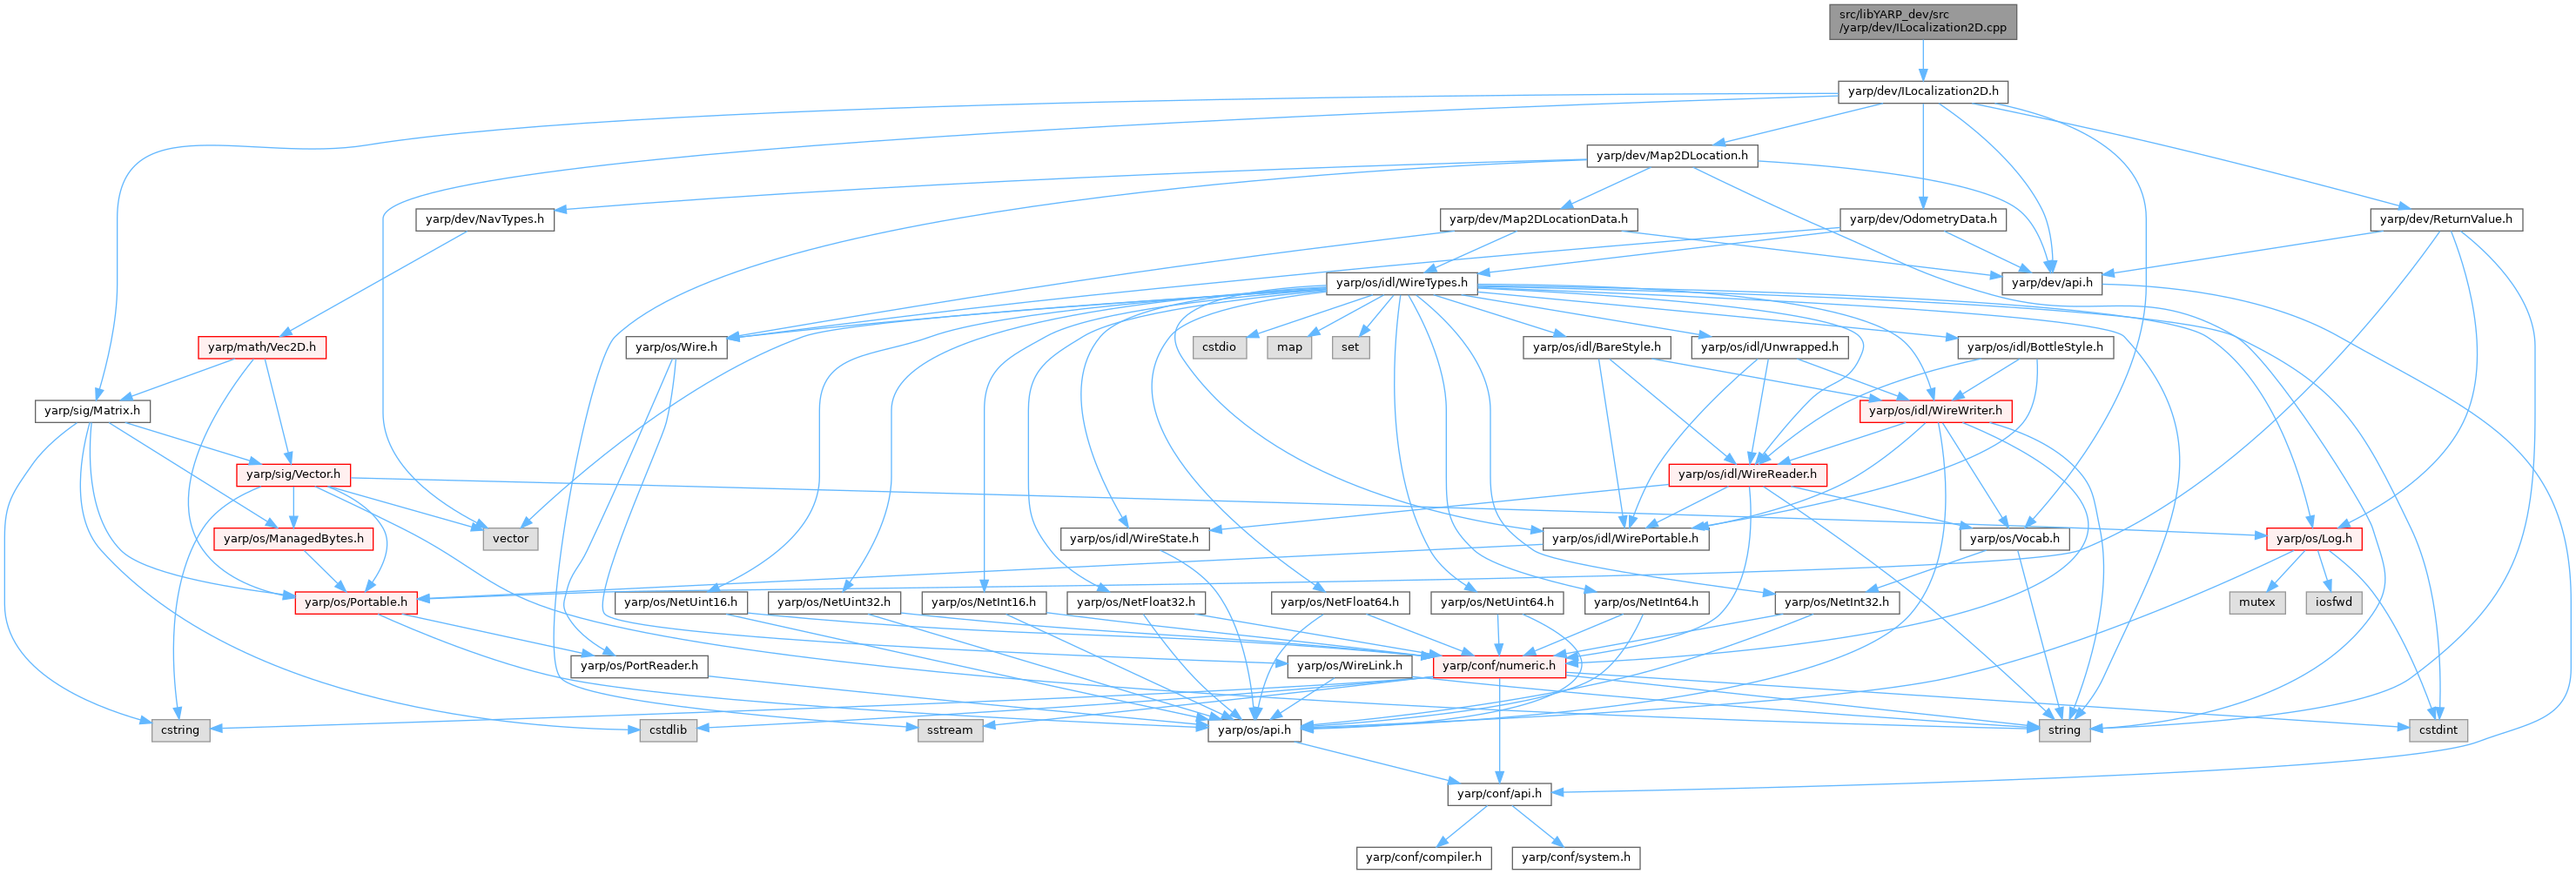 src/libYARP_dev/src
/yarp/dev/ILocalization2D.cpp
yarp/dev/ILocalization2D.h
yarp/dev/Map2DLocation.h
yarp/dev/NavTypes.h
yarp/dev/Map2DLocationData.h
yarp/dev/OdometryData.h
yarp/dev/ReturnValue.h
yarp/os/idl/WireTypes.h
yarp/dev/api.h
yarp/math/Vec2D.h
yarp/os/Wire.h
cstdio
map
set
yarp/os/idl/BareStyle.h
yarp/os/idl/Unwrapped.h
yarp/os/idl/BottleStyle.h
yarp/sig/Matrix.h
yarp/os/idl/WireWriter.h
yarp/sig/Vector.h
yarp/os/idl/WireReader.h
yarp/os/ManagedBytes.h
vector
yarp/os/idl/WireState.h
yarp/os/idl/WirePortable.h
yarp/os/Vocab.h
yarp/os/Log.h
yarp/os/Portable.h
yarp/os/NetUint16.h
yarp/os/NetUint32.h
yarp/os/NetInt16.h
yarp/os/NetFloat32.h
yarp/os/NetFloat64.h
yarp/os/NetUint64.h
yarp/os/NetInt64.h
yarp/os/NetInt32.h
mutex
iosfwd
yarp/os/PortReader.h
yarp/os/WireLink.h
yarp/conf/numeric.h
cstring
cstdlib
sstream
yarp/os/api.h
string
cstdint
yarp/conf/api.h
yarp/conf/compiler.h
yarp/conf/system.h